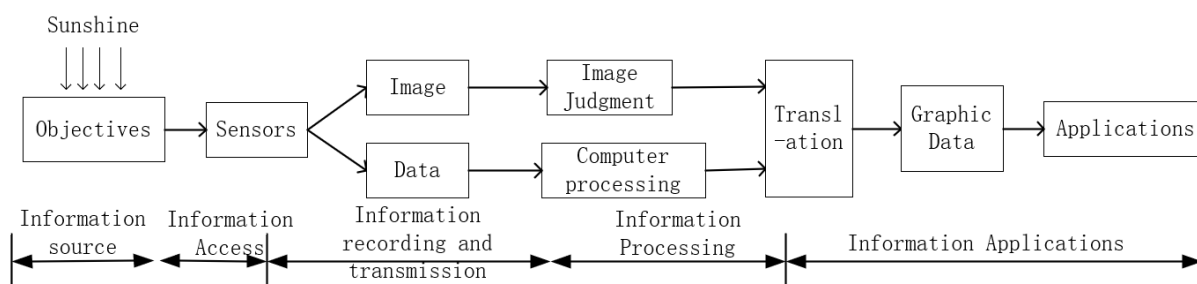 Sunshine
Objectives
Sensors
Image
Data
Image
Judgment
Computer
processing
Transl
-ation
Graphic
Data
Applications
Information
source
Information
Access
Information
recording and
transmission
Information
Processing
Information Applications